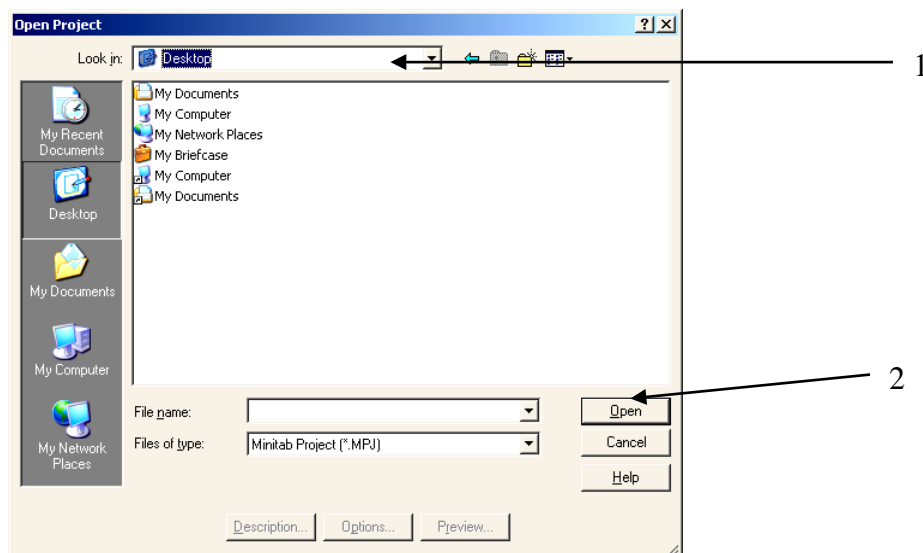 Open Project
Look in: Desktop
1
My Documents
My Computer
My Network Places
My Briefcase
My Computer
My Documents
My Recent
Documents
Desktop
My Documents
My Computer
My Network
Places
2
File name:
Open
Files of type: Minitab Project (*.MPJ)
Cancel
Help
Description... Options... Preview...